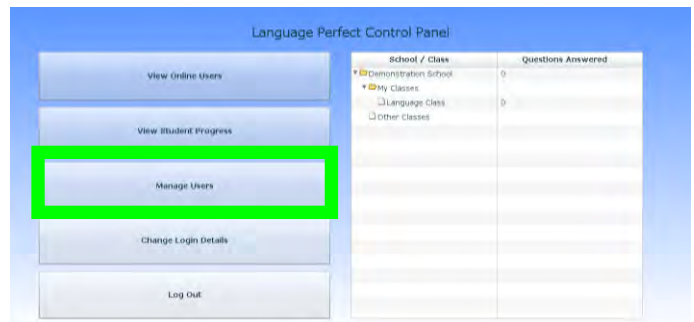 Language Perfect Control Panel
View Online Users
View Student Progress
Manage Users
Change Login Details
Log Out
School / Class Questions Answered
Demonstration School 0
My Classes
Language Class 0
Other Classes